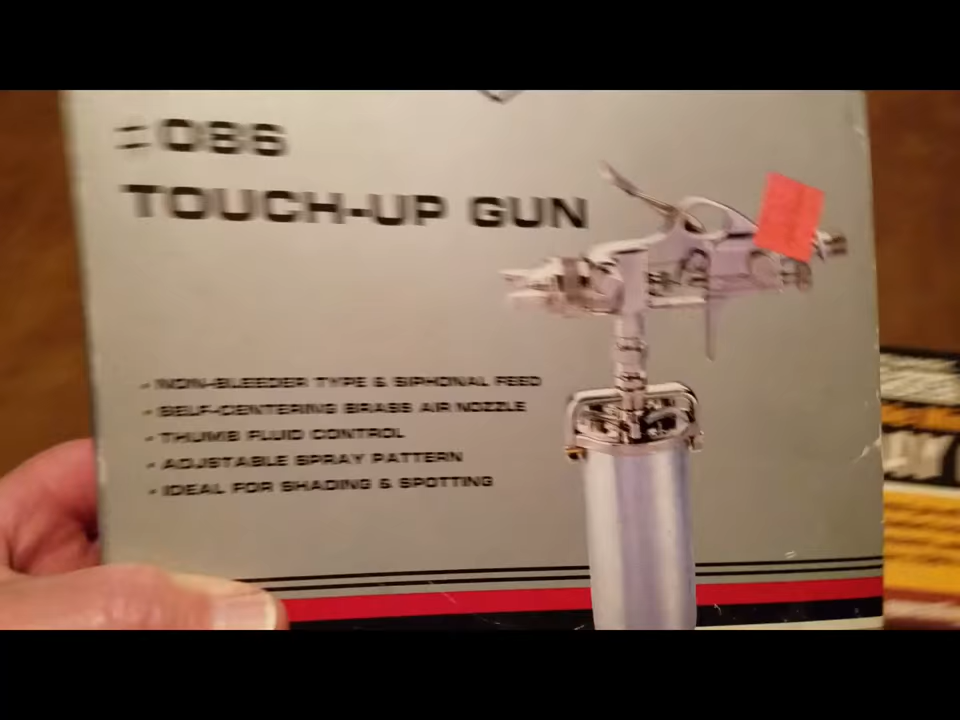 #086
TOUCH-UP GUN
• NON-BLEEDER TYPE & SIPHONAL FEED
• SELF-CENTERING BRASS AIR NOZZLE
• THUMB FLUID CONTROL
• ADJUSTABLE SPRAY PATTERN
• IDEAL FOR SHADING & SPOTTING